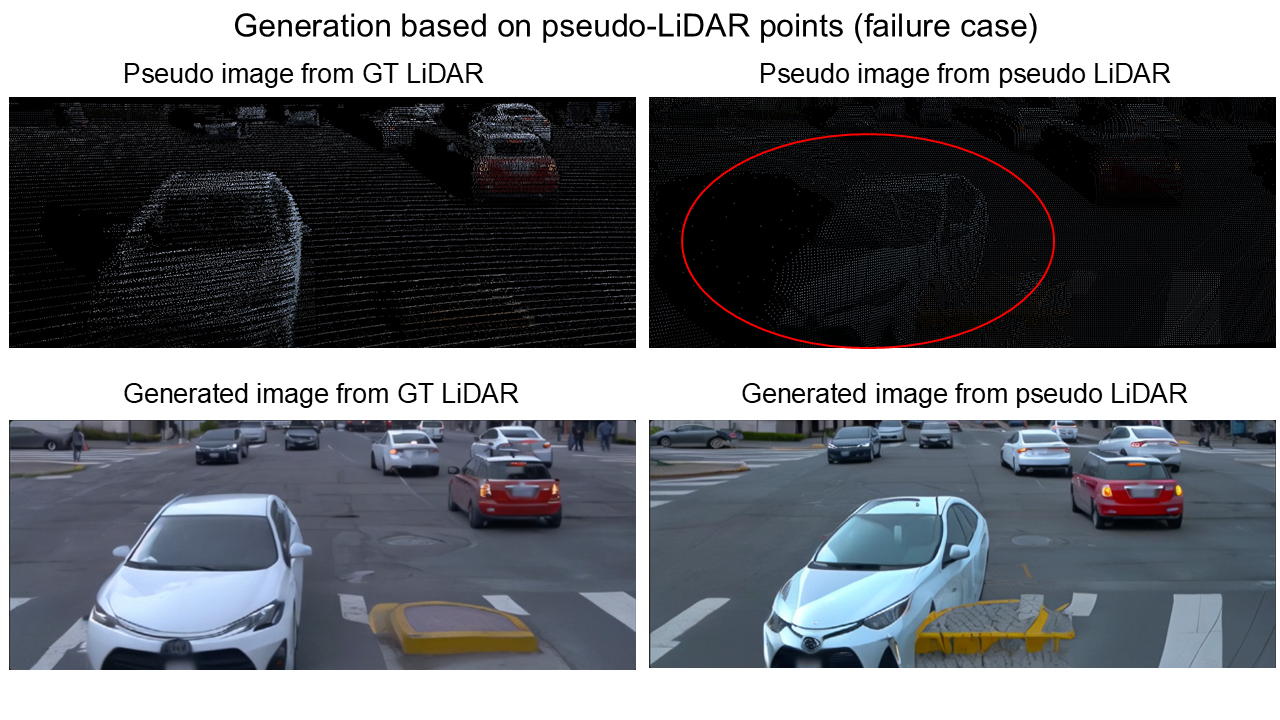 Generation based on pseudo-LiDAR points (failure case)
Pseudo image from GT LiDAR
Pseudo image from pseudo LiDAR
Generated image from GT LiDAR
Generated image from pseudo LiDAR